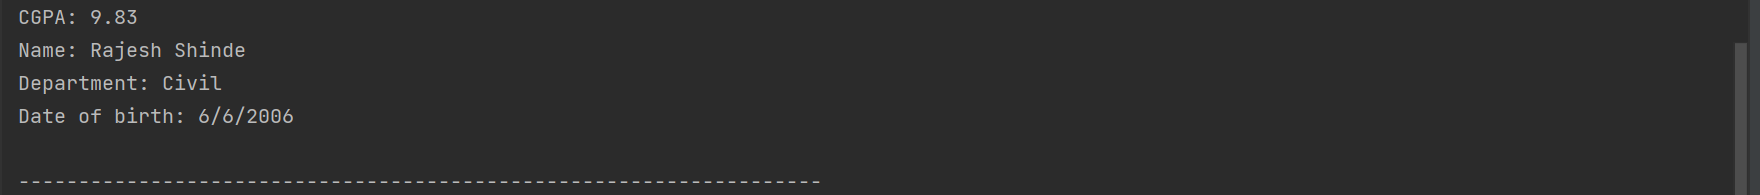 CGPA: 9.83
Name: Rajesh Shinde
Department: Civil
Date of birth: 6/6/2006
-------------------------------------------------------------------